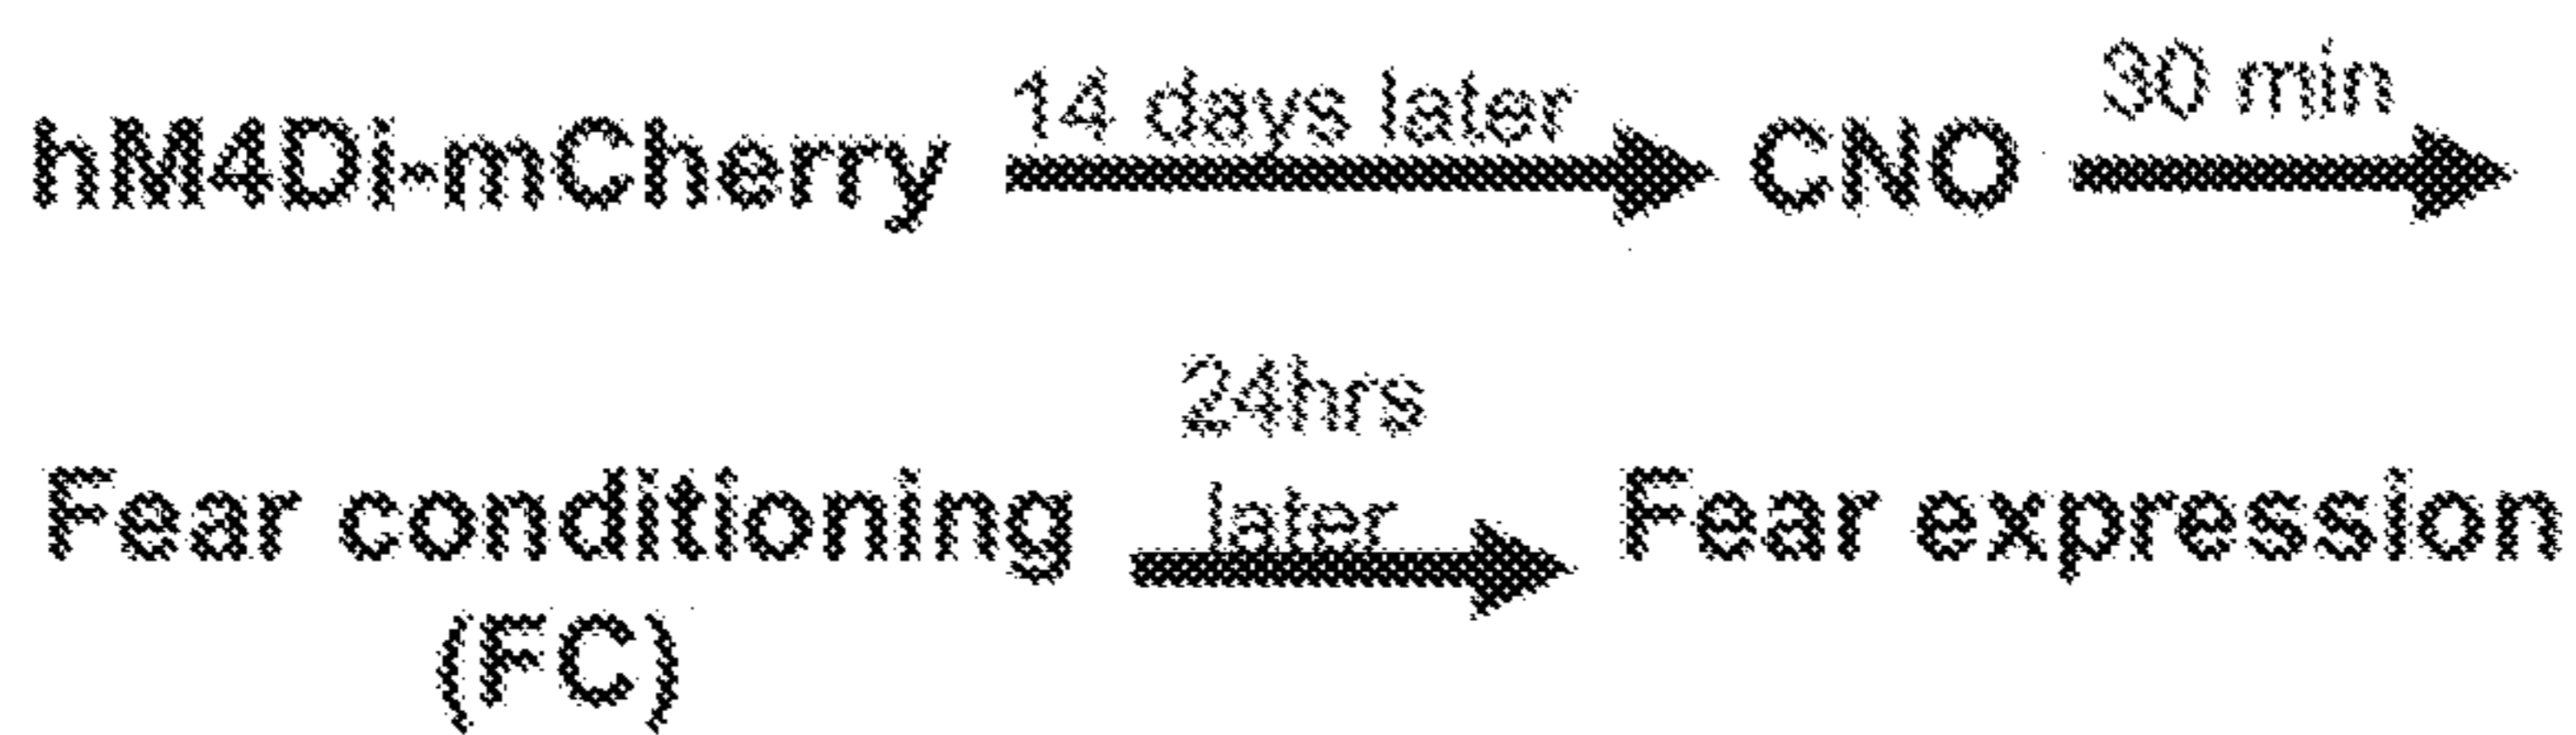 hM4Di-mCherry 14 days later CNO 30 min
Fear conditioning 24hrs later Fear expression
(FC)